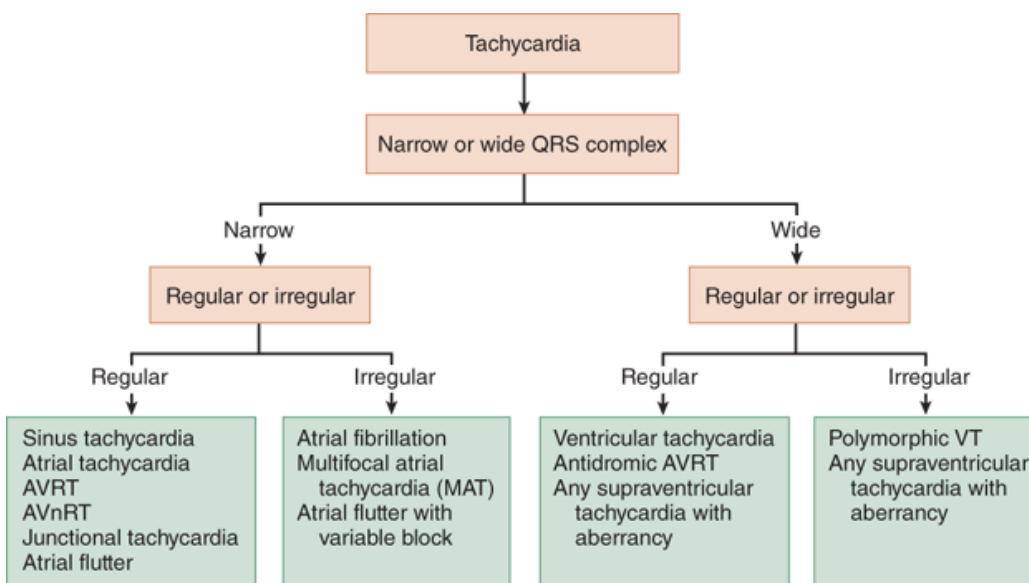 Tachycardia
Narrow or wide QRS complex
Narrow
Wide
Regular or irregular
Regular or irregular
Regular
Irregular
Regular
Irregular
Sinus tachycardia
Atrial tachycardia
AVRT
AVnRT
Junctional tachycardia
Atrial flutter
Atrial fibrillation
Multifocal atrial
tachycardia (MAT)
Atrial flutter with
variable block
Ventricular tachycardia
Antidromic AVRT
Any supraventricular
tachycardia with
aberrancy
Polymorphic VT
Any supraventricular
tachycardia with
aberrancy